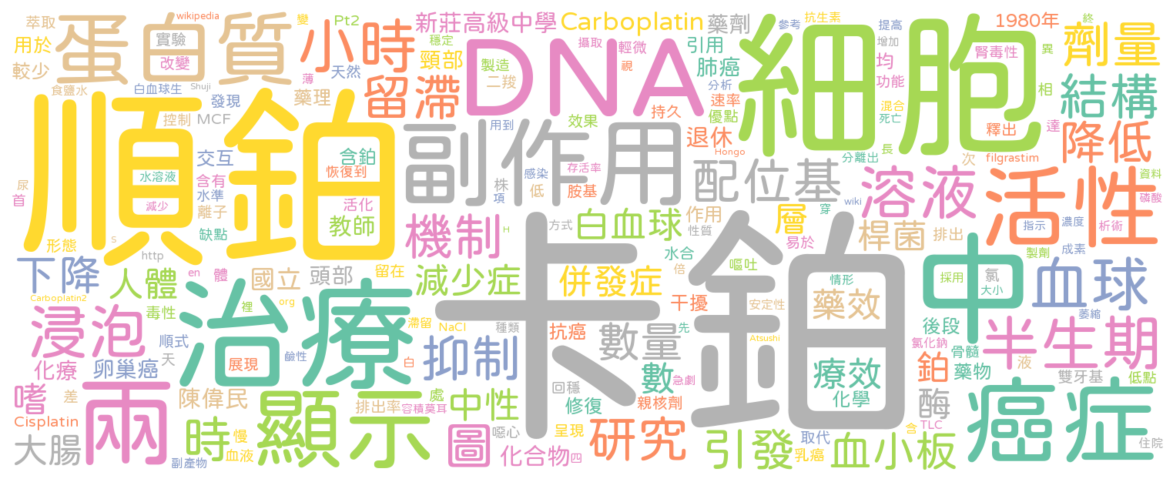 萃取
wikipedia
變
Pt2
新莊高級中學
Carboplatin
藥劑
抗生素
提高
1980年
終
用於
蛋白質
實驗
改變
小時
穩定
頸部
製造
攝取
輕微
引用
參考
增加
均
腎毒性
異
劑量
較少
食鹽水
白血球生
Shuji
薄
天然
二羧
視
肺癌
分析
功能
相
結構
藥理
留滯
DNA
持久
速率
優點
細胞
混合
死亡
釋出
達
發現
控制
MCF
順鉑
副作用
用到
效果
退休
Hongo
長
降低
交互
含鉑
恢復到
感染
存活率
配位基
分離出
次
filgrastim
資料
水溶液
含有
水準
株
項
低
胺基
wiki
穿
溶液
活性
磷酸
尿
首
減少
離子
活化
教師
機制
白血球
作用
性質
層
易於
桿菌
排出
指示
濃度
析術
形態
缺點
S
H
方式
水合
倍
嘔吐
製劑
成素
下降
http
en
體
人體
國立
頭部
留在
減少症
併發症
干擾
安定性
情形
藥效
氯
大小
採用
中
血球
萎縮
Carboplatin2
毒性
裡
org
滯留
NaCl
種類
抗癌
先
Atsushi
浸泡
順式
天
治療
鹼性
白
抑制
數量
卡鉑
後段
氯化鈉
骨髓
液
半生期
化療
卵巢癌
展現
急劇
數
療效
化學
鉑
藥物
雙牙基
低點
嗜
差
陳偉民
排出率
容積莫耳
處
回穩
修復
親核劑
酶
Cisplatin
兩
顯示
中性
呈現
TLC
癌症
大腸
時
慢
血液
副產物
圖
噁心
化合物
四
研究
引發
取代
乳癌
含
血小板
住院